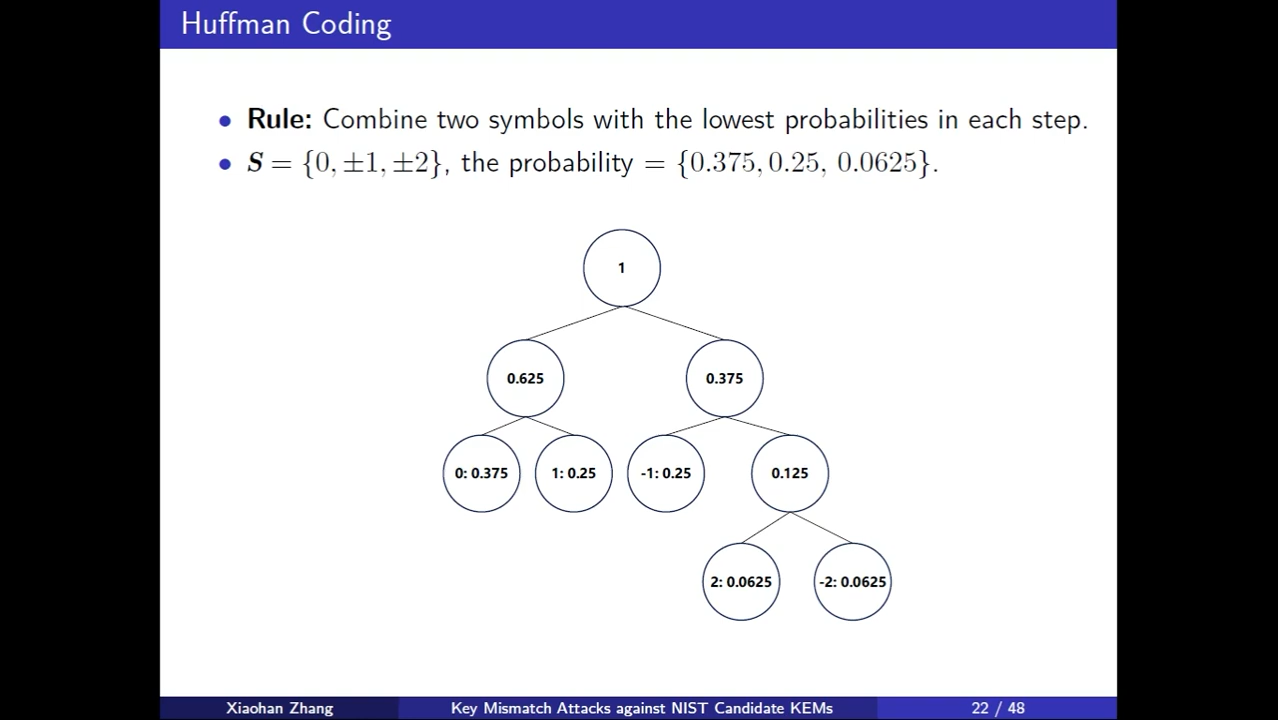 Huffman Coding
• Rule: Combine two symbols with the lowest probabilities in each step.
• S = {0, ±1, ±2}, the probability = {0.375, 0.25, 0.0625}.
1
0.625
0.375
0: 0.375
1: 0.25
-1: 0.25
0.125
2: 0.0625
-2: 0.0625
Xiaohan Zhang
Key Mismatch Attacks against NIST Candidate KEMs
22 / 48